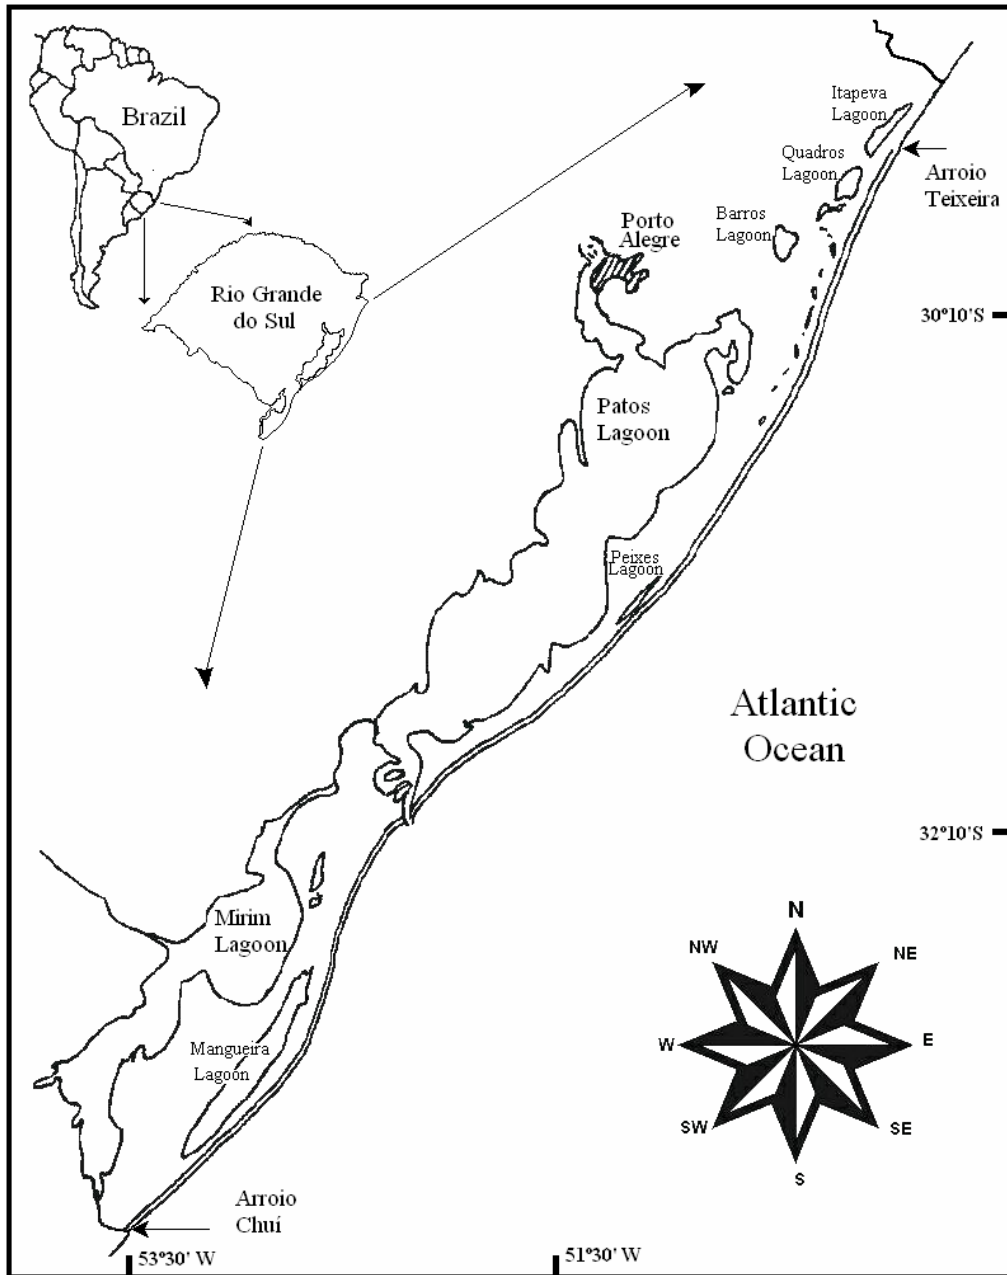 Brazil
Rio Grande
do Sul
Itapeva
Lagoon
Quadros
Lagoon
Arroio
Teixeira
Barros
Lagoon
Porto
Alegre
30°10'S
Patos
Lagoon
Peixes
Lagoon
Atlantic
Ocean
32°10'S
Mirim
Lagoon
Mangueira
Lagoon
N
NW
NE
W
E
SW
SE
S
Arroio
Chuí
53°30' W
51°30' W